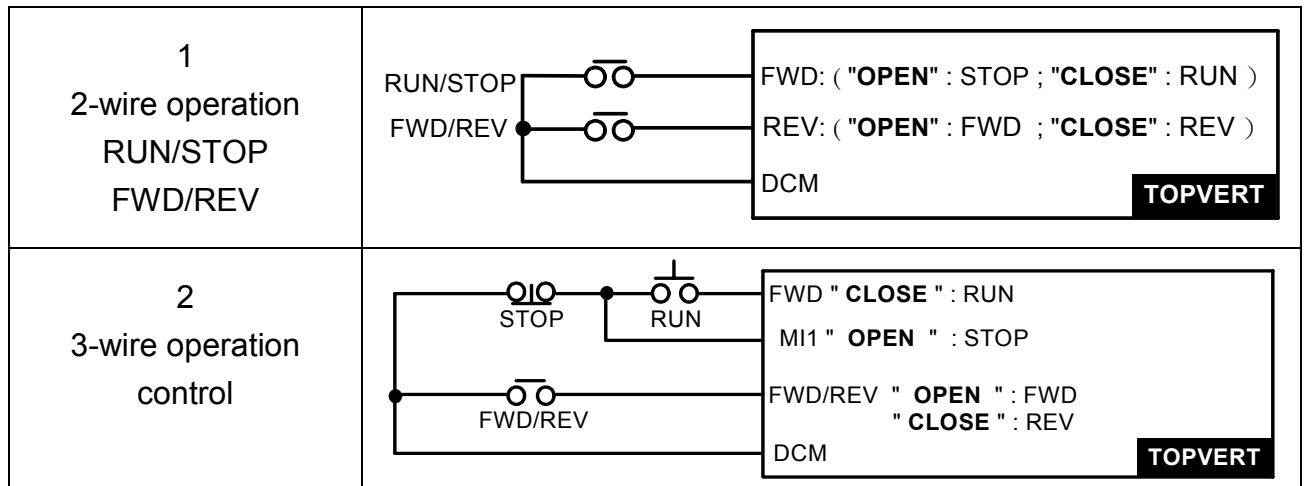 1
2-wire operation
RUN/STOP
FWD/REV
RUN/STOP
FWD/REV
FWD: ( "OPEN" : STOP ; "CLOSE" : RUN )
REV: ( "OPEN" : FWD ; "CLOSE" : REV )
DCM
TOPVERT
2
3-wire operation
control
STOP
RUN
FWD/REV
FWD " CLOSE " : RUN
MI1 " OPEN " : STOP
FWD/REV " OPEN " : FWD
" CLOSE " : REV
DCM
TOPVERT